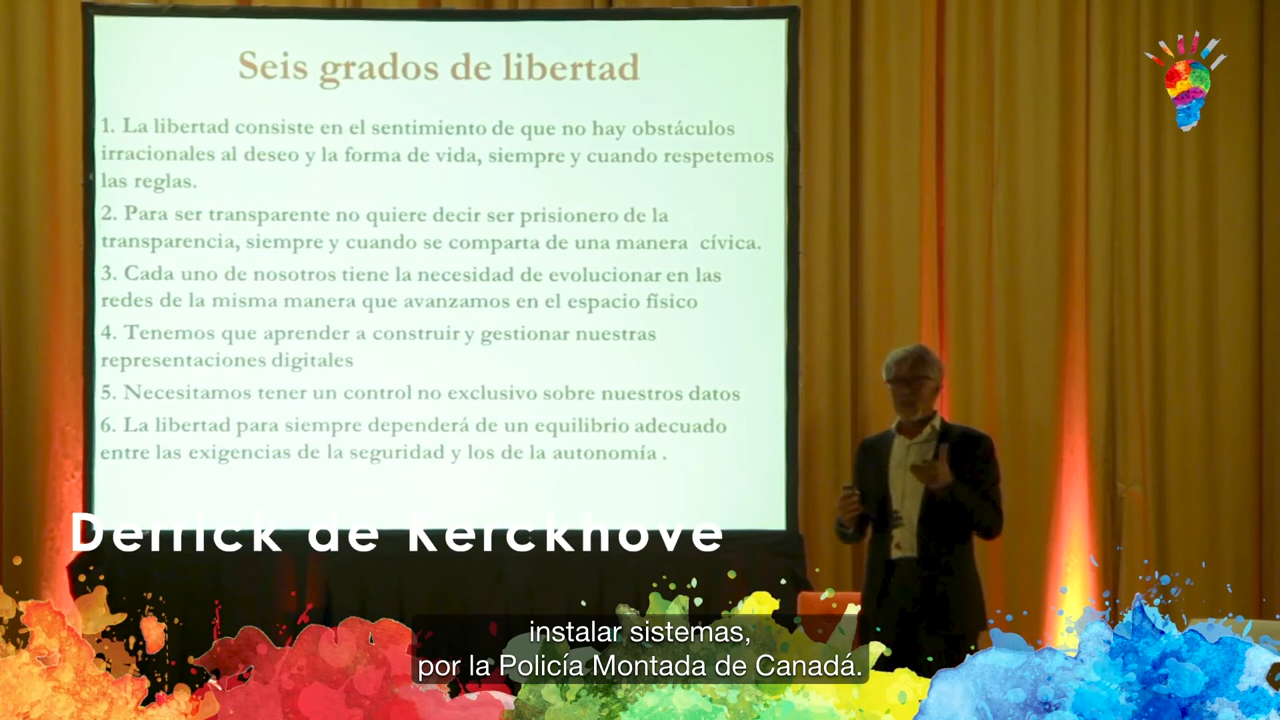 Seis grados de libertad
1. La libertad consiste en el sentimiento de que no hay obstáculos
irracionales al deseo y la forma de vida, siempre y cuando respetemos
las reglas.
2. Para ser transparente no quiere decir ser prisionero de la
transparencia, siempre y cuando se comparta de una manera cívica.
3. Cada uno de nosotros tiene la necesidad de evolucionar en las
redes de la misma manera que avanzamos en el espacio físico
4. Tenemos que aprender a construir y gestionar nuestras
representaciones digitales
5. Necesitamos tener un control no exclusivo sobre nuestros datos
6. La libertad para siempre dependerá de un equilibrio adecuado
entre las exigencias de la seguridad y los de la autonomía .
Derrick de Kerckhove
instalar sistemas,
por la Policía Montada de Canadá.